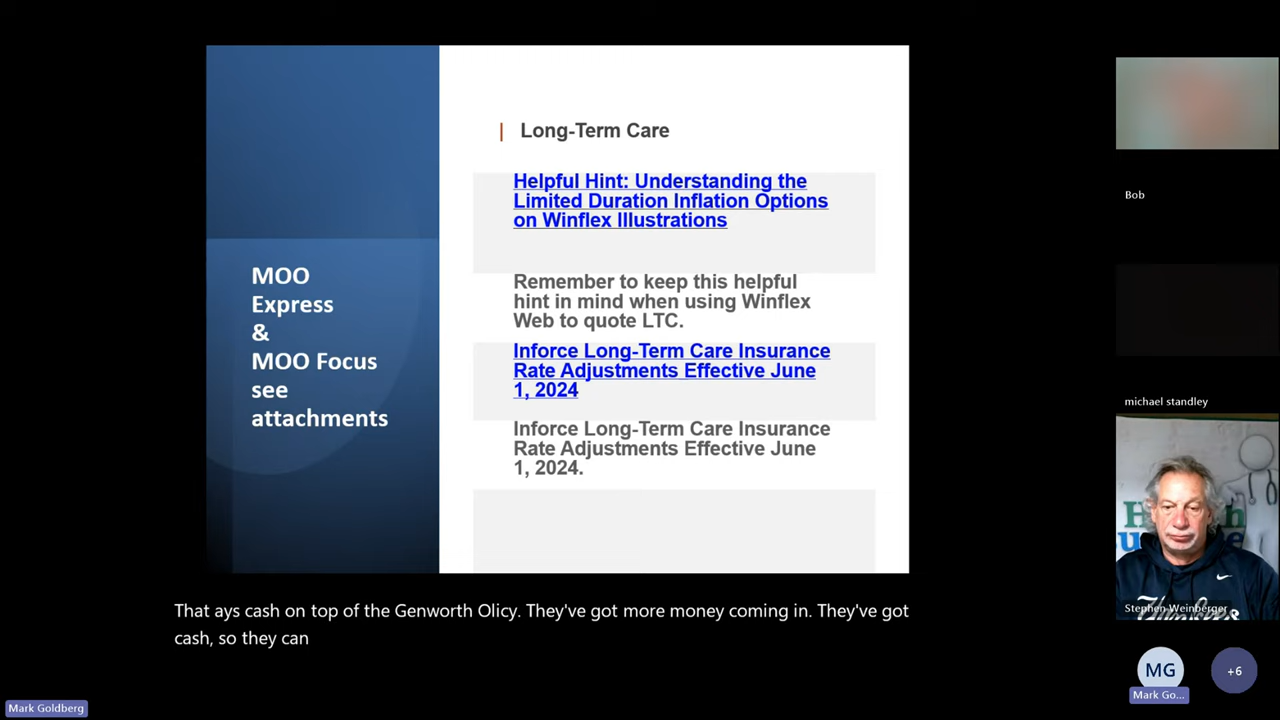 Long-Term Care
Helpful Hint: Understanding the
Limited Duration Inflation Options
on Winflex Illustrations
Remember to keep this helpful
hint in mind when using Winflex
Web to quote LTC.
Inforce Long-Term Care Insurance
Rate Adjustments Effective June
1, 2024
Inforce Long-Term Care Insurance
Rate Adjustments Effective June
1, 2024.
MOO
Express
&
MOO Focus
see
attachments
That ays cash on top of the Genworth Olicy. They've got more money coming in. They've got
cash, so they can
Mark Goldberg
Bob
michael standley
Stephen Weinberger
MG
Mark Go...
+6